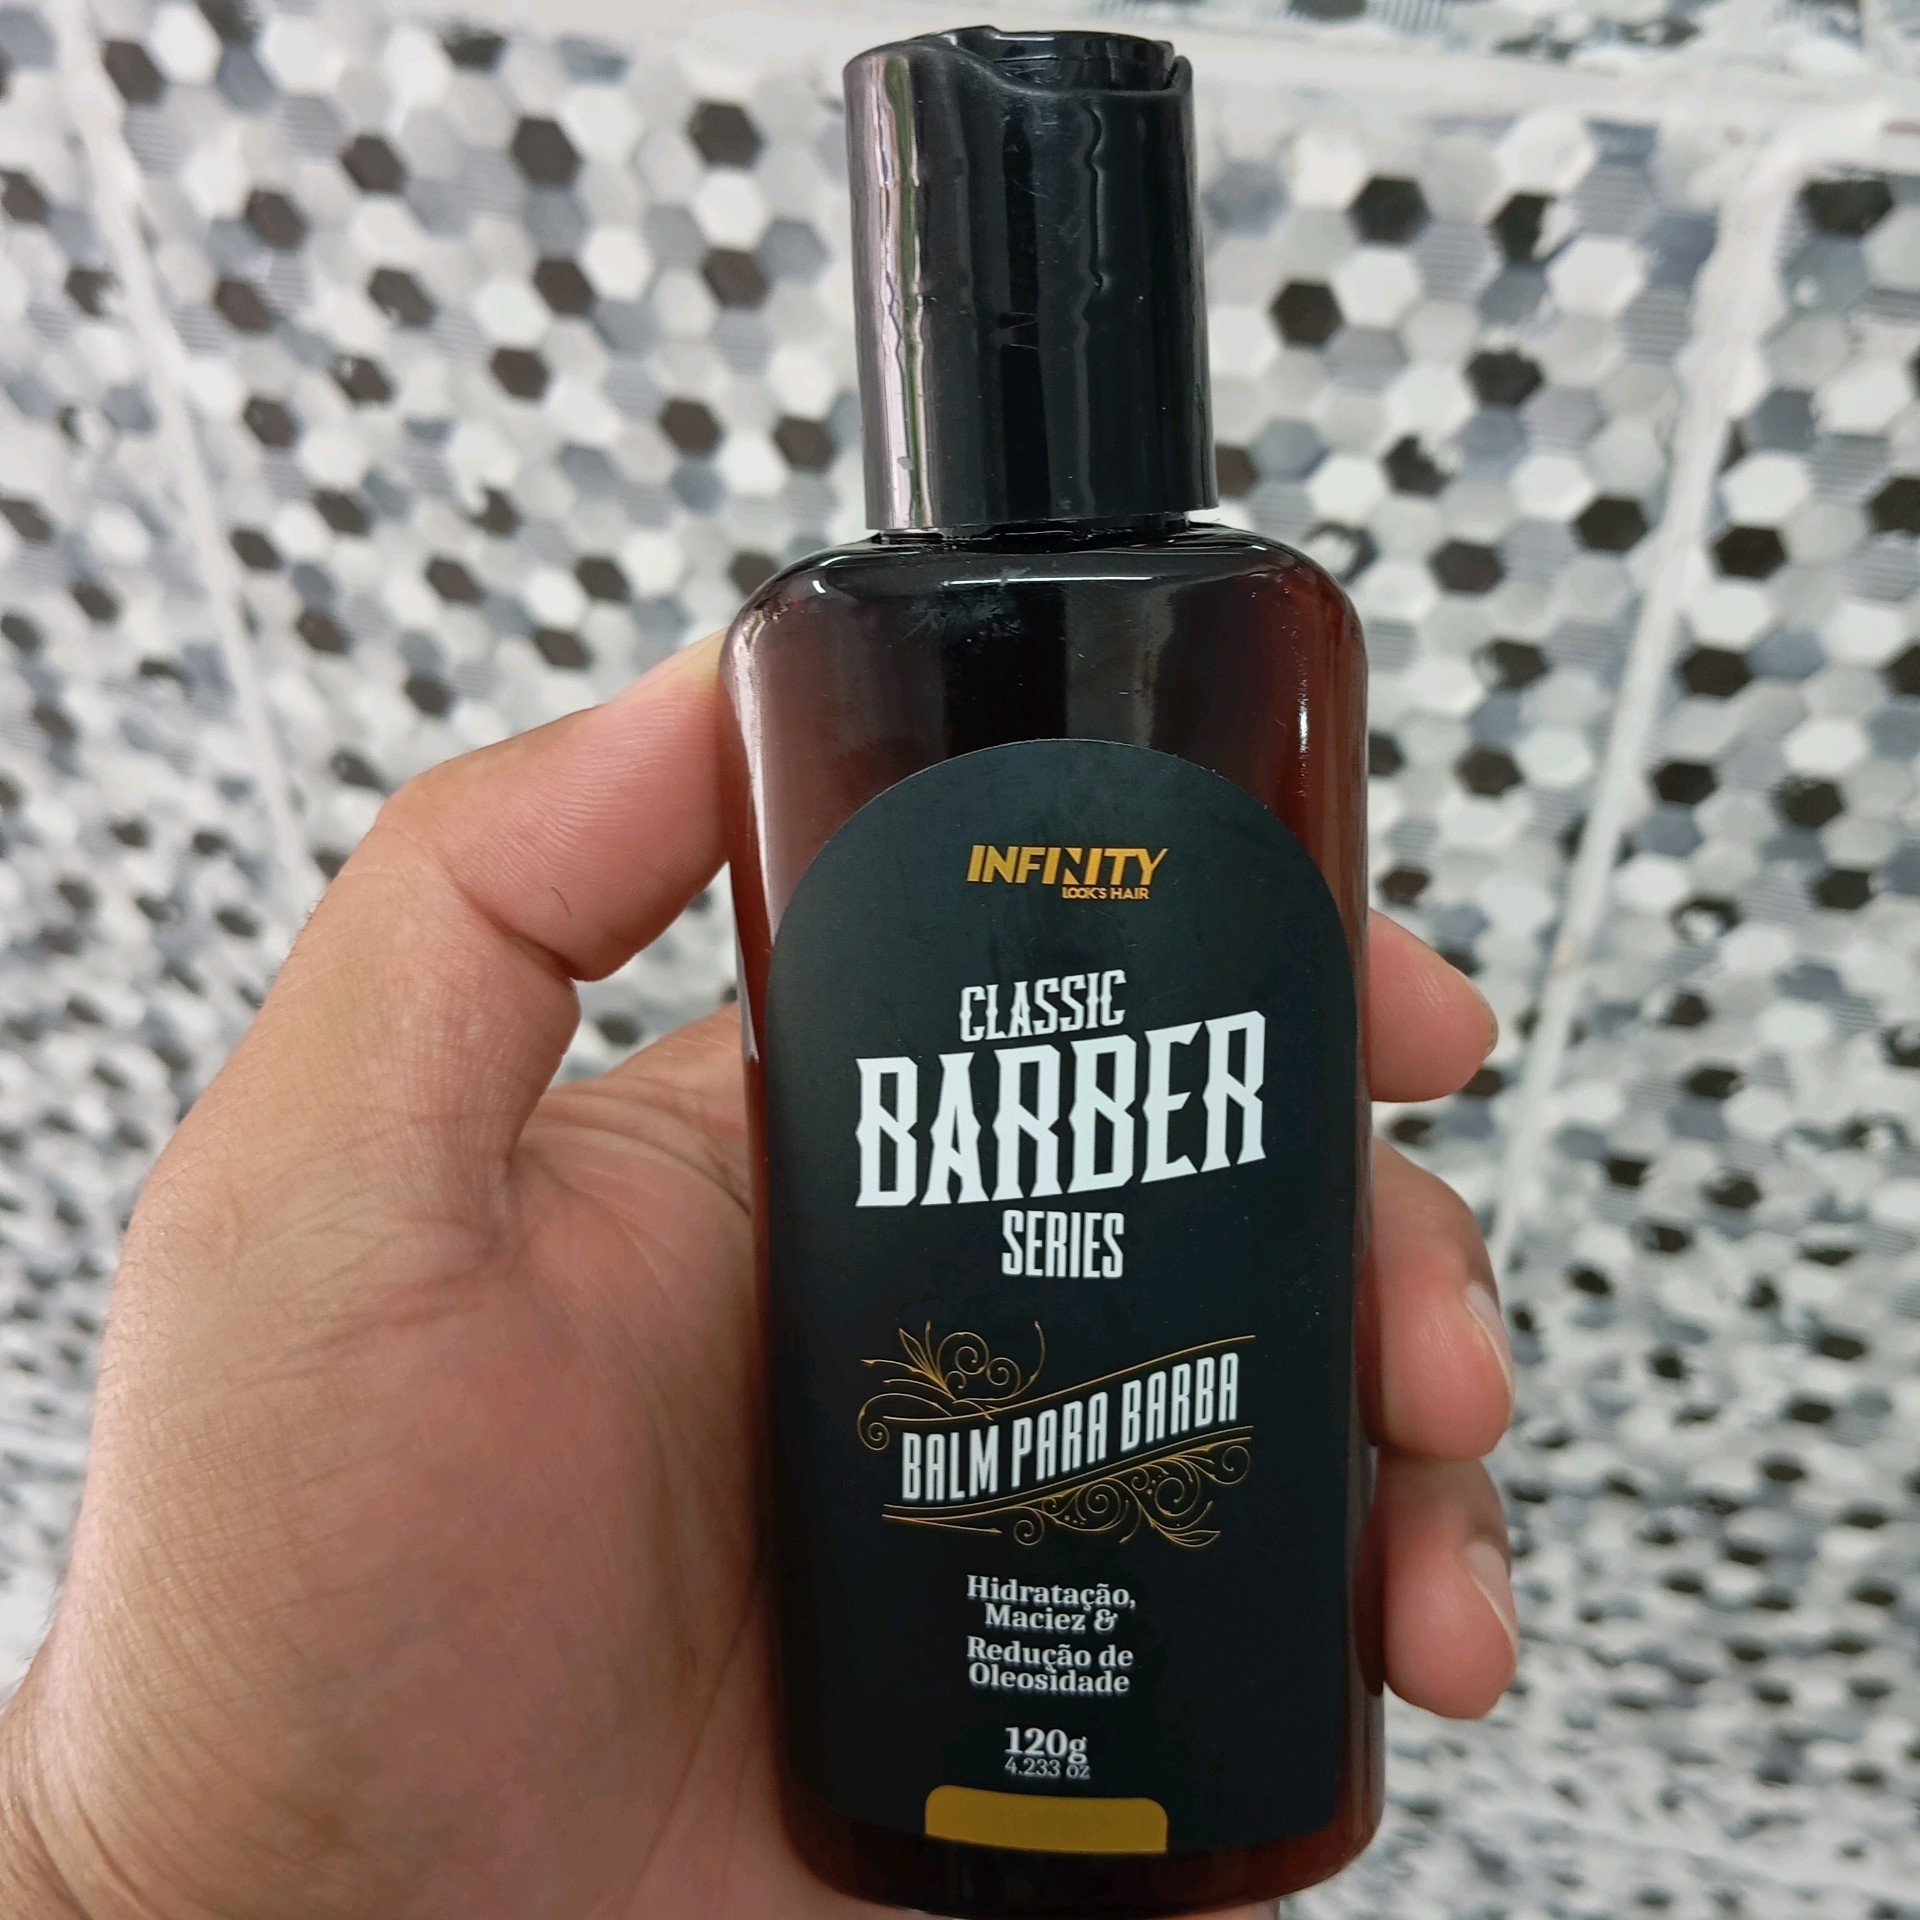 INFINITY
LOOK'S HAIR
CLASSIC
BARBER
SERIES
BALM PARA BARBA
Hidratação,
Maciez &
Redução de
Oleosidade
120g
4.233 oz